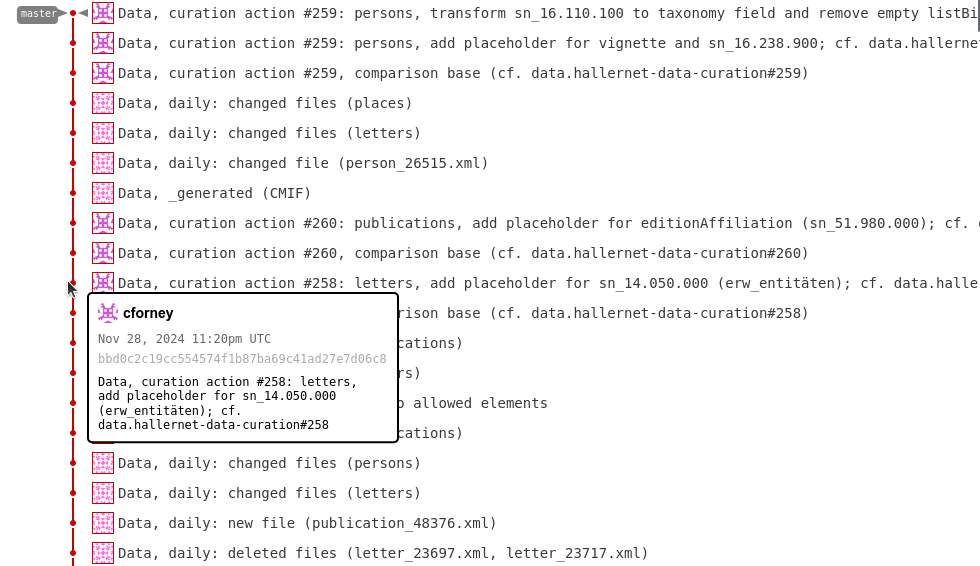 master
Data, curation action #259: persons, transform sn_16.110.100 to taxonomy field and remove empty listBi
Data, curation action #259: persons, add placeholder for vignette and sn_16.238.900; cf. data.hallerne
Data, curation action #259, comparison base (cf. data.hallernet-data-curation#259)
Data, daily: changed files (places)
Data, daily: changed files (letters)
Data, daily: changed file (person_26515.xml)
Data, _generated (CMIF)
Data, curation action #260: publications, add placeholder for editionAffiliation (sn_51.980.000); cf.
Data, curation action #260, comparison base (cf. data.hallernet-data-curation#260)
Data, curation action #258: letters, add placeholder for sn_14.050.000 (erw_entitäten); cf. data.halle
rison base (cf. data.hallernet-data-curation#258)
cations)
rs)
o allowed elements
cations)
cforney
Nov 28, 2024 11:20pm UTC
bbd0c2c19cc554574f1b87ba69c41ad27e7d06c8
Data, curation action #258: letters,
add placeholder for sn_14.050.000
(erw_entitäten); cf.
data.hallernet-data-curation#258
Data, daily: changed files (persons)
Data, daily: changed files (letters)
Data, daily: new file (publication_48376.xml)
Data, daily: deleted files (letter_23697.xml, letter_23717.xml)